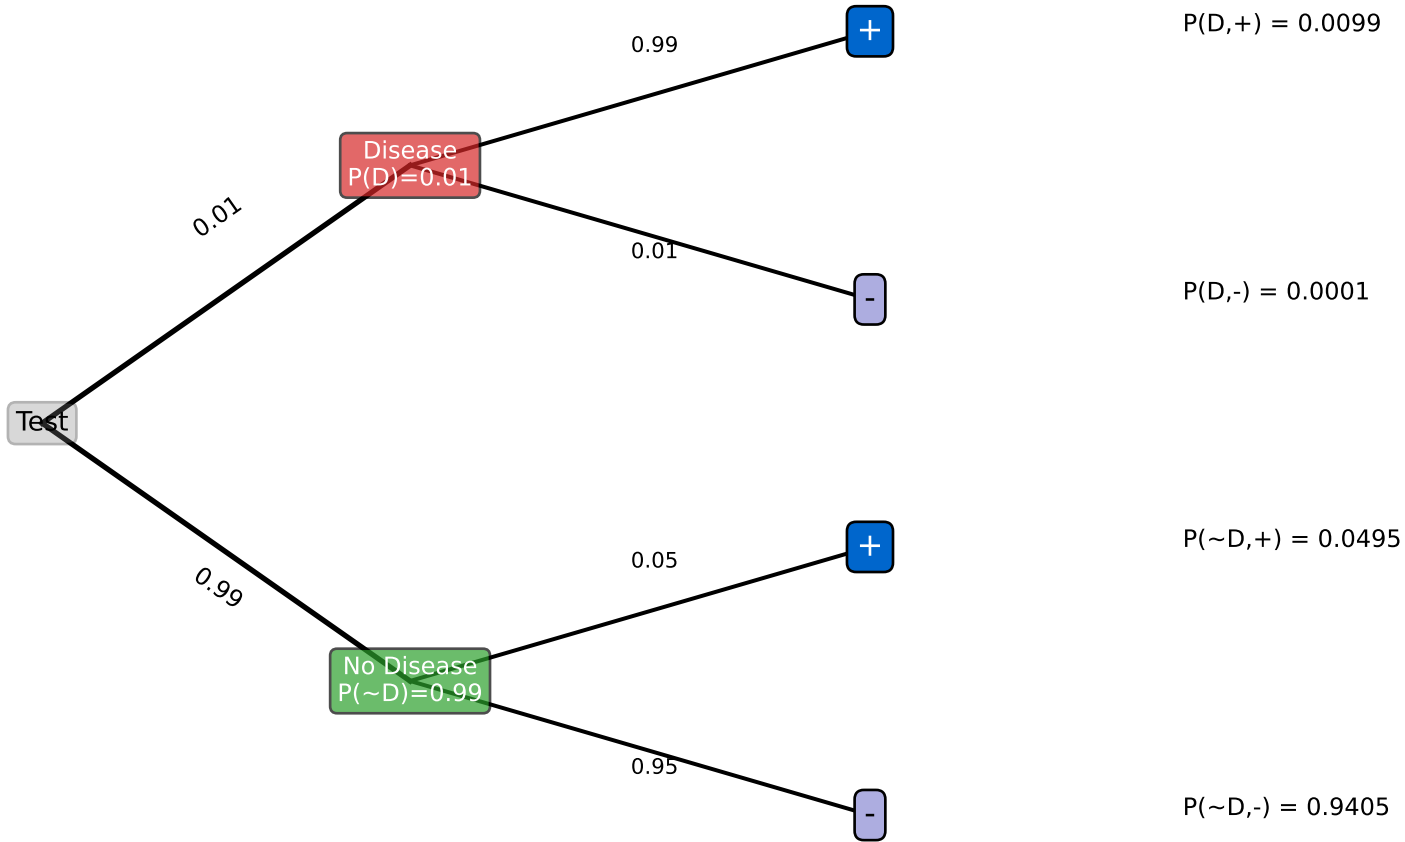 0.99
+
P(D,+) = 0.0099
Disease
P(D)=0.01
0.01
0.01
-
P(D,-) = 0.0001
Test
0.99
0.05
+
P(~D,+) = 0.0495
No Disease
P(~D)=0.99
0.95
-
P(~D,-) = 0.9405